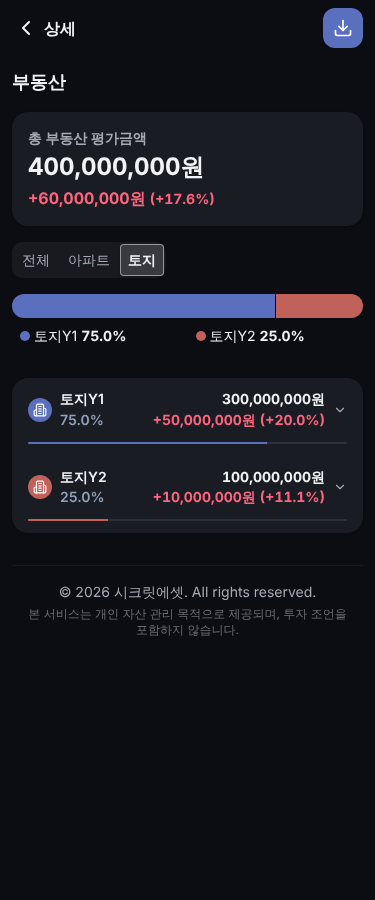 상세
부동산
총 부동산 평가금액
400,000,000원
+60,000,000원 (+17.6%)
전체 아파트 토지
토지Y1 75.0% 토지Y2 25.0%
토지Y1 300,000,000원
75.0% +50,000,000원 (+20.0%)
토지Y2 100,000,000원
25.0% +10,000,000원 (+11.1%)
© 2026 시크릿에셋. All rights reserved.
본 서비스는 개인 자산 관리 목적으로 제공되며, 투자 조언을
포함하지 않습니다.